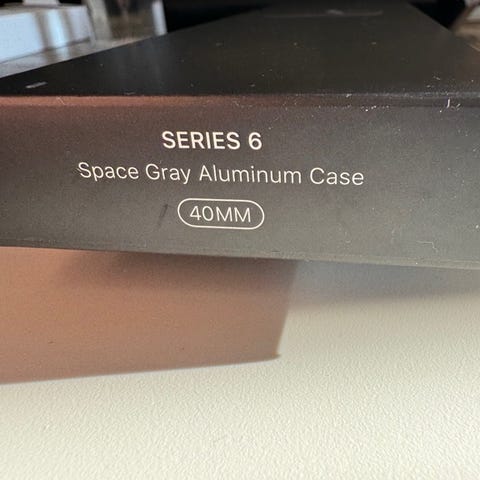 SERIES 6
Space Gray Aluminum Case
40MM